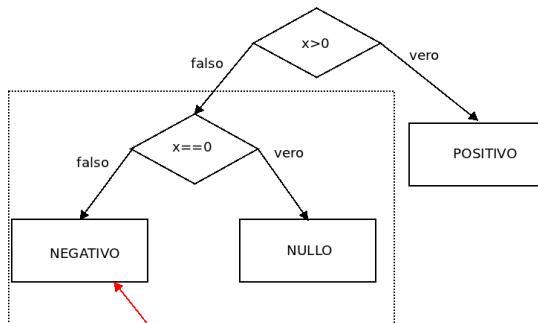 x>0
falso
vero
x==0
falso
vero
POSITIVO
NEGATIVO
NULLO